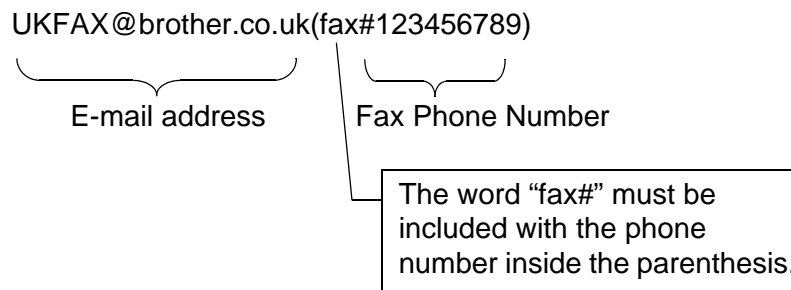 UKFAX@brother.co.uk(fax#123456789)
E-mail address
Fax Phone Number
The word “fax#” must be
included with the phone
number inside the parenthesis.